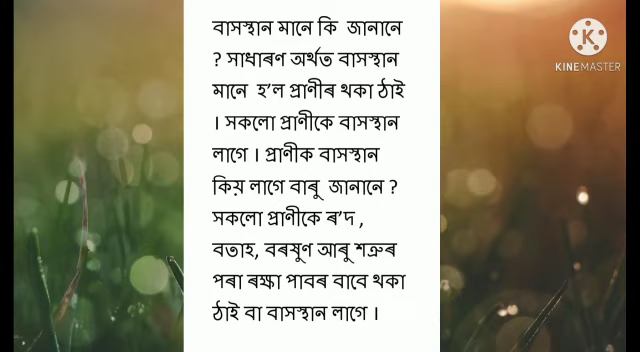 বাসস্থান মানে কি জানানে
? সাধাৰণ অৰ্থত বাসস্থান
মানে হ'ল প্ৰাণীৰ থকা ঠাই
। সকলো প্ৰাণীকে বাসস্থান
লাগে । প্ৰাণীক বাসস্থান
কিয় লাগে বাৰু জানানে ?
সকলো প্ৰাণীকে ৰ'দ ,
বতাহ, বৰষুণ আৰু শত্ৰুৰ
পৰা ৰক্ষা পাবৰ বাবে থকা
ঠাই বা বাসস্থান লাগে ।
KINEMASTER